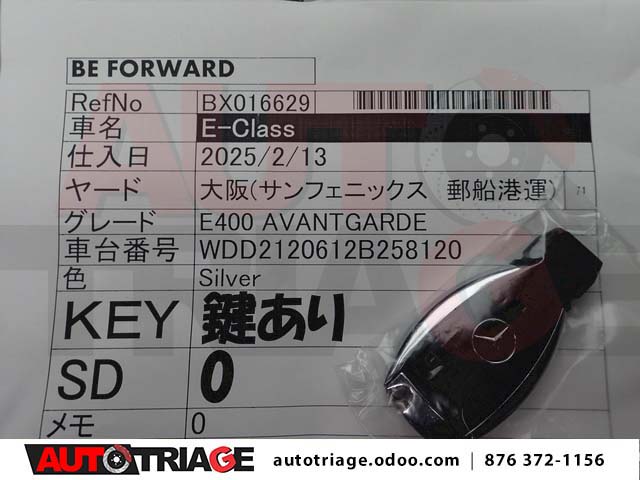 BE FORWARD
RefNo BX016629
車名 E-Class
仕入日 2025/2/13
ヤード 大阪(サンフェニックス 郵船港運) 71
グレード E400 AVANTGARDE
車台番号 WDD2120612B258120
色 Silver
KEY 鍵あり
SD 0
メモ 0
AUTO TRIAGE
AUTOTRIAGE autotriage.odoo.com | 876 372-1156